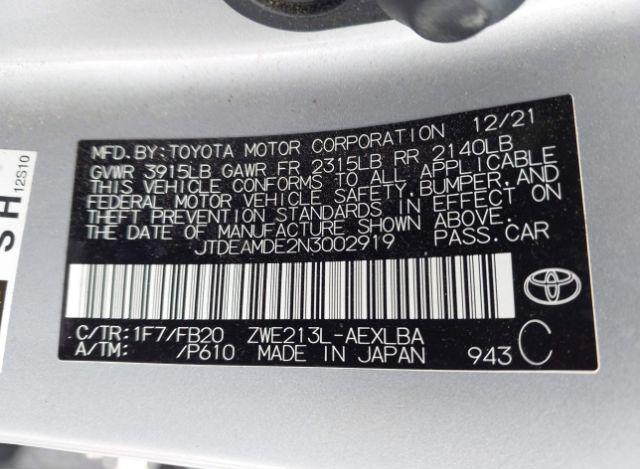 MFD. BY: TOYOTA MOTOR CORPORATION 12/21
GVWR 3915LB GAWR FR 2315LB RR 2140LB
THIS VEHICLE CONFORMS TO ALL APPLICABLE
FEDERAL MOTOR VEHICLE SAFETY, BUMPER, AND
THEFT PREVENTION STANDARDS IN EFFECT ON
THE DATE OF MANUFACTURE SHOWN ABOVE.
JTDEAMDE2N3002919 PASS. CAR
C/TR: 1F7/FB20 ZWE213L-AEXLBA
A/TM: /P610 MADE IN JAPAN 943 C
SH
12S10